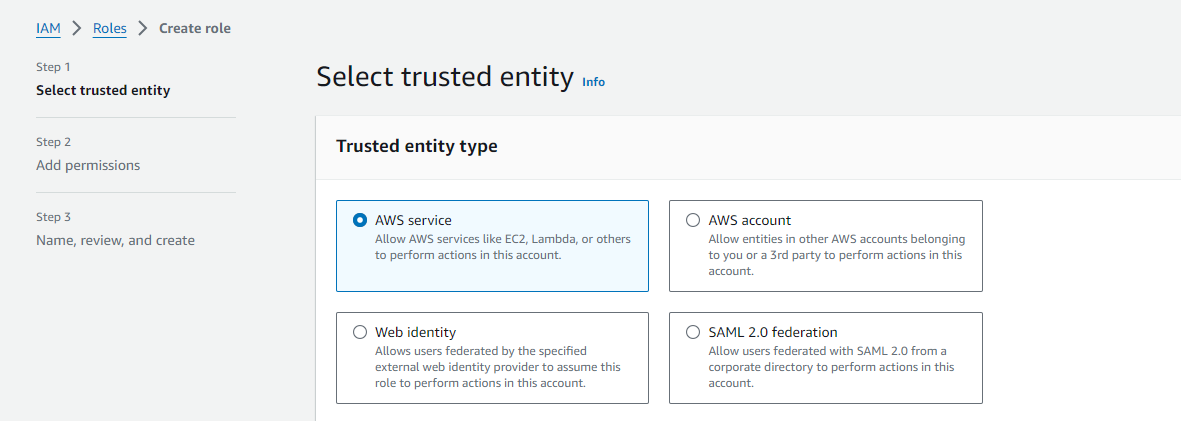 IAM > Roles > Create role
Step 1
Select trusted entity
Step 2
Add permissions
Step 3
Name, review, and create
Select trusted entity Info
Trusted entity type
AWS service
Allow AWS services like EC2, Lambda, or others
to perform actions in this account.
AWS account
Allow entities in other AWS accounts belonging
to you or a 3rd party to perform actions in this
account.
Web identity
Allows users federated by the specified
external web identity provider to assume this
role to perform actions in this account.
SAML 2.0 federation
Allow users federated with SAML 2.0 from a
corporate directory to perform actions in this
account.